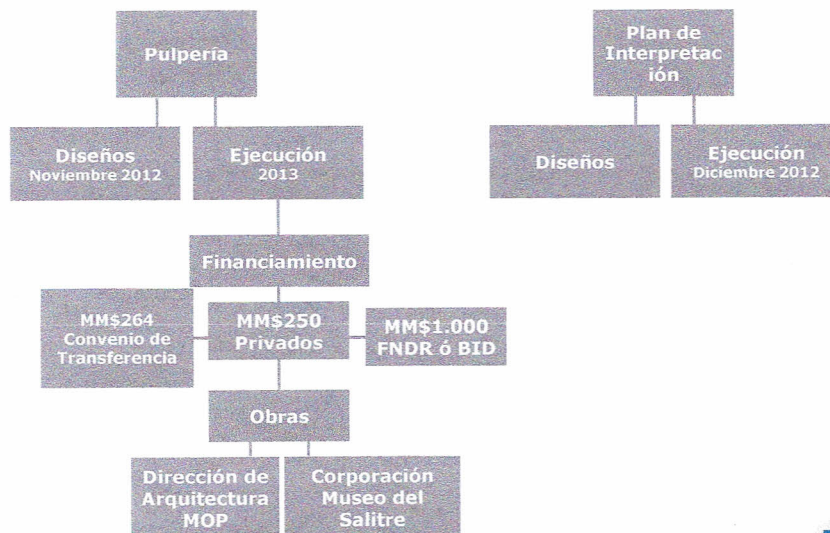 Pulpería
Plan de
Interpretac
ión
Diseños
Noviembre 2012
Ejecución
2013
Diseños
Ejecución
Diciembre 2012
Financiamiento
MM$264
Convenio de
Transferencia
MM$250
Privados
MM$1.000
FNDR ó BID
Obras
Dirección de
Arquitectura
MOP
Corporación
Museo del
Salitre